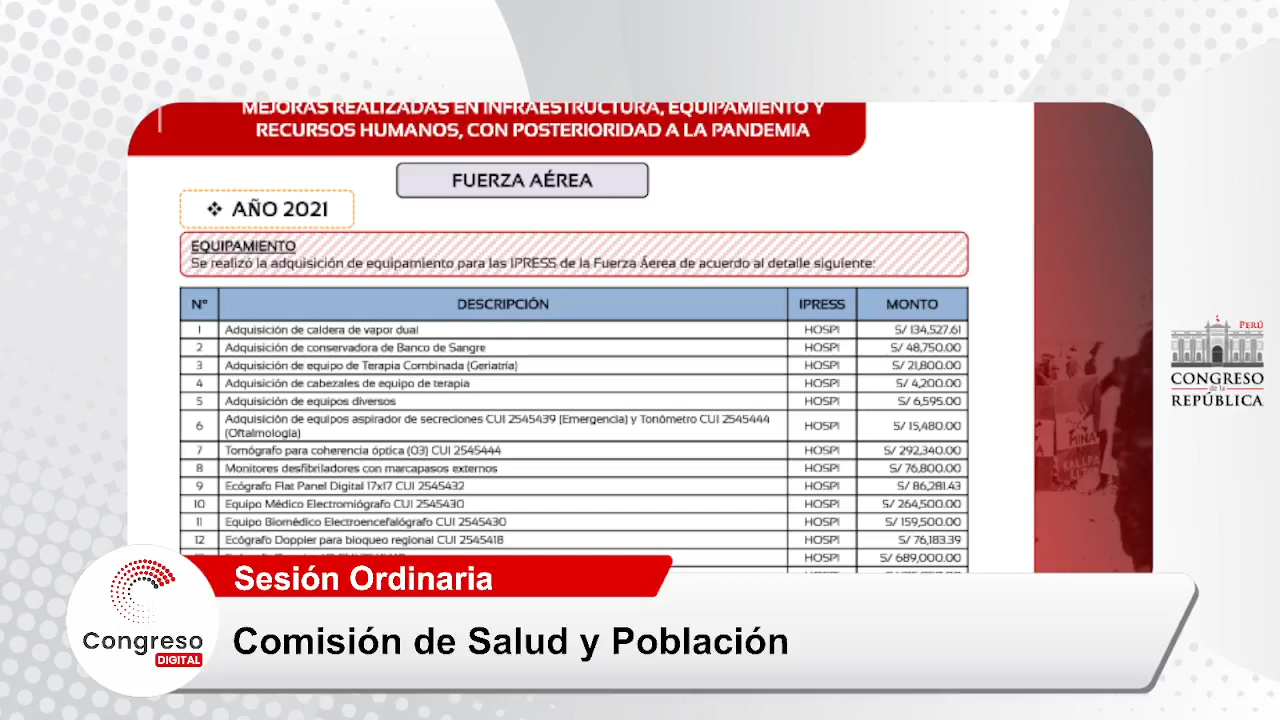 MEJORAS REALIZADAS EN INFRAESTRUCTURA, EQUIPAMIENTO Y
RECURSOS HUMANOS, CON POSTERIORIDAD A LA PANDEMIA
FUERZA AÉREA
❖ AÑO 2021
EQUIPAMIENTO
Se realizó la adquisición de equipamiento para las IPRESS de la Fuerza Áerea de acuerdo al detalle siguiente:
N° DESCRIPCIÓN IPRESS MONTO
1 Adquisición de caldera de vapor dual HOSPI S/ 134,527.61
2 Adquisición de conservadora de Banco de Sangre HOSPI S/ 48,750.00
3 Adquisición de equipo de Terapia Combinada (Geriatría) HOSPI S/ 21,800.00
4 Adquisición de cabezales de equipo de terapia HOSPI S/ 4,200.00
5 Adquisición de equipos diversos HOSPI S/ 6,595.00
6 Adquisición de equipos aspirador de secreciones CUI 2545439 (Emergencia) y Tonómetro CUI 2545444
(Oftalmología) HOSPI S/ 15,480.00
7 Tomógrafo para coherencia óptica (03) CUI 2545444 HOSPI S/ 292,340.00
8 Monitores desfibriladores con marcapasos externos HOSPI S/ 76,800.00
9 Ecógrafo Flat Panel Digital 17x17 CUI 2545432 HOSPI S/ 86,281.43
10 Equipo Médico Electromiógrafo CUI 2545430 HOSPI S/ 264,500.00
11 Equipo Biomédico Electroencefalógrafo CUI 2545430 HOSPI S/ 159,500.00
12 Ecógrafo Doppler para bloqueo regional CUI 2545418 HOSPI S/ 76,183.39
HOSPI S/ 689,000.00
PERÚ
CONGRESO
de la
REPÚBLICA
MINA
Sesión Ordinaria
Congreso
DIGITAL
Comisión de Salud y Población